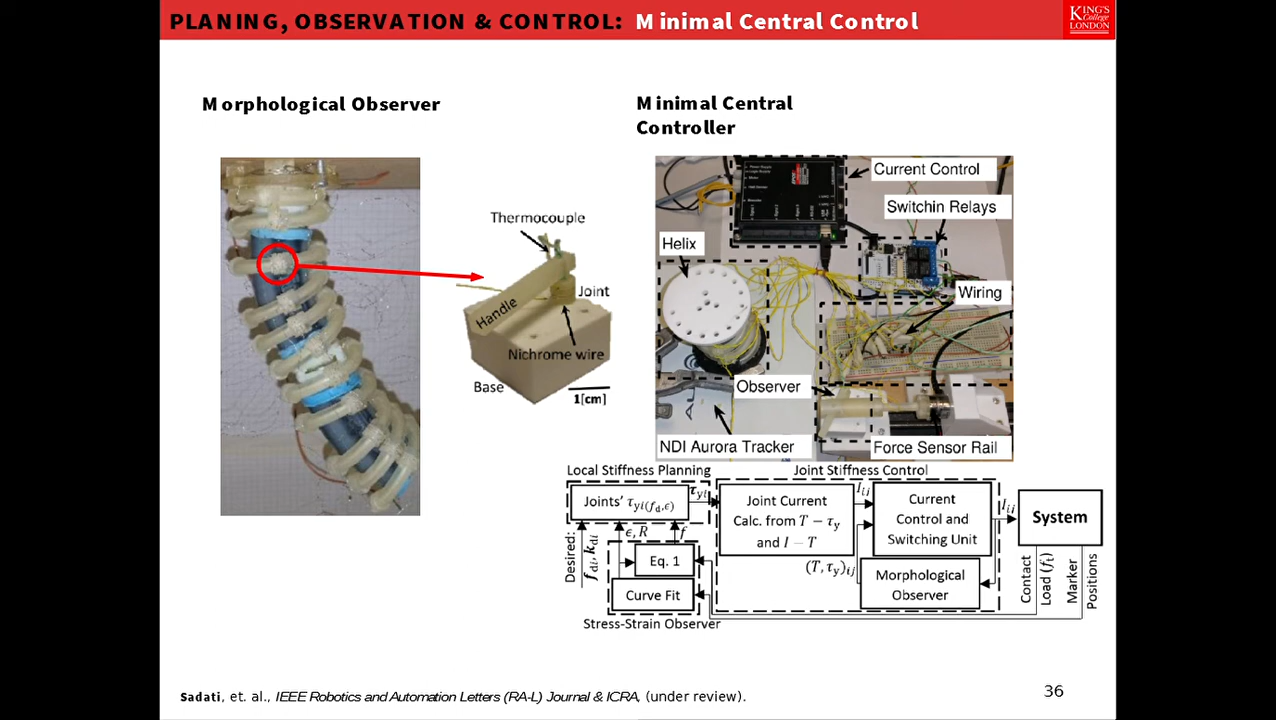 PLANING, OBSERVATION & CONTROL: Minimal Central Control
KING'S
College
LONDON
Morphological Observer
Minimal Central
Controller
Thermocouple
Joint
Handle
Nichrome wire
Base
1[cm]
Current Control
Switchin Relays
Helix
Wiring
Observer
NDI Aurora Tracker
Force Sensor Rail
Local Stiffness Planning
Joint Stiffness Control
Joints' τyi(fd,ϵ)
τyi
Joint Current
Calc. from T − τy
and I − T
Iij
Current
Control and
Switching Unit
Iij
System
Desired:
fdi, kdi
ϵ, R
f
Eq. 1
Curve Fit
Stress-Strain Observer
(T, τy)ij
Morphological
Observer
Contact
Load (ft)
Marker
Positions
Sadati, et. al., IEEE Robotics and Automation Letters (RA-L) Journal & ICRA, (under review).
36